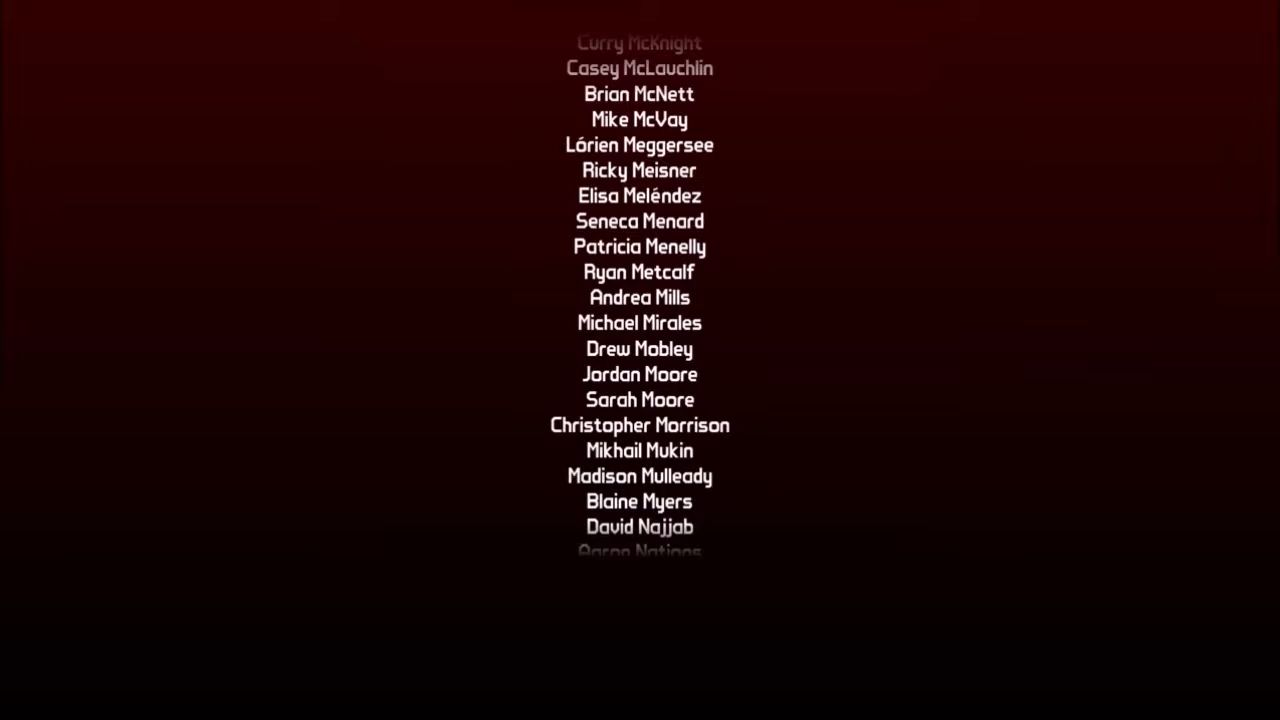 Curry McKnight
Casey McLauchlin
Brian McNett
Mike McVay
Lórien Meggersee
Ricky Meisner
Elisa Meléndez
Seneca Menard
Patricia Menelly
Ryan Metcalf
Andrea Mills
Michael Mirales
Drew Mobley
Jordan Moore
Sarah Moore
Christopher Morrison
Mikhail Mukin
Madison Mulleady
Blaine Myers
David Najjab
Aaron Nations